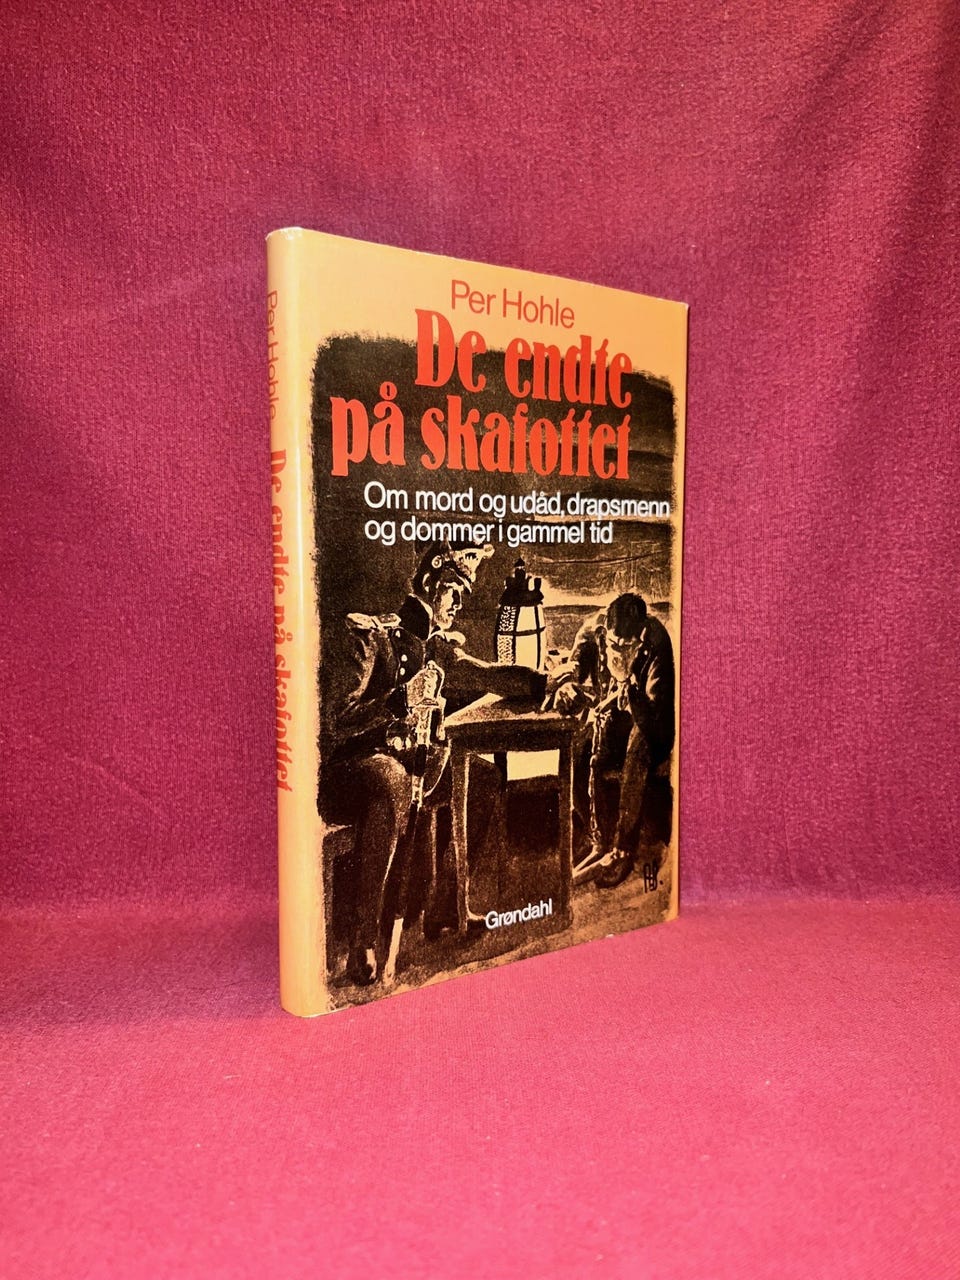 Per Hohle
De endte
på skafottet
Om mord og udåd, drapsmenn
og dommer i gammel tid
Grøndahl
Per Hohle De endte på skafottet